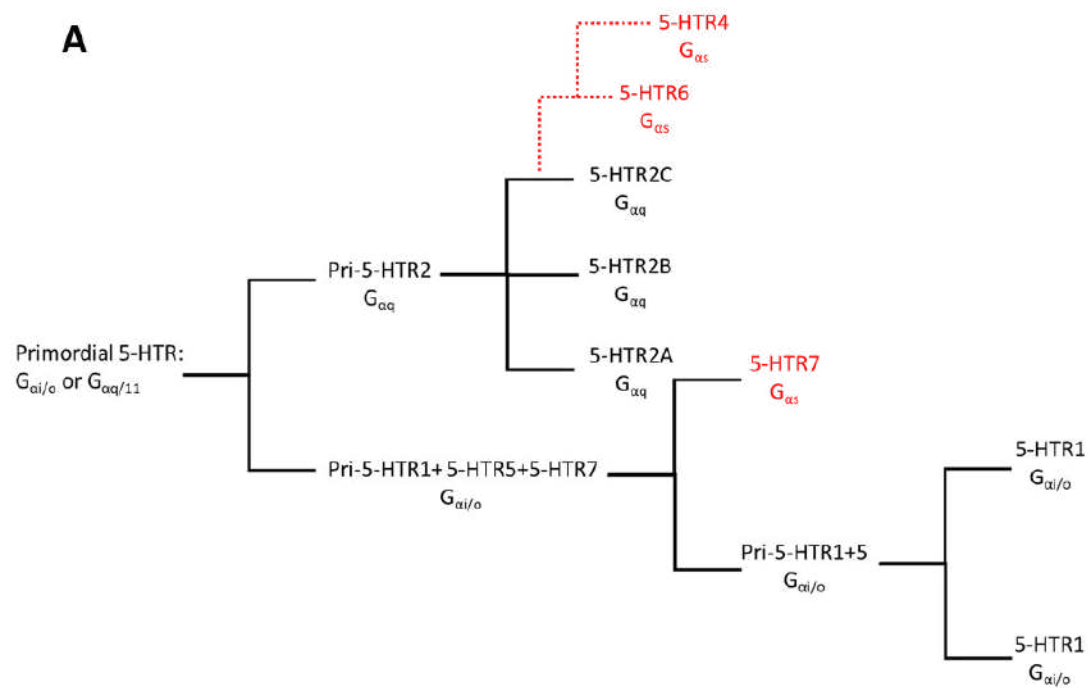 A
5-HTR4
Gαs
5-HTR6
Gαs
5-HTR2C
Gαq
Pri-5-HTR2
Gαq
5-HTR2B
Gαq
Primordial 5-HTR:
Gαi/o or Gαq/11
5-HTR2A
Gαq
5-HTR7
Gαs
Pri-5-HTR1+ 5-HTR5+5-HTR7
Gαi/o
5-HTR1
Gαi/o
Pri-5-HTR1+5
Gαi/o
5-HTR1
Gαi/o